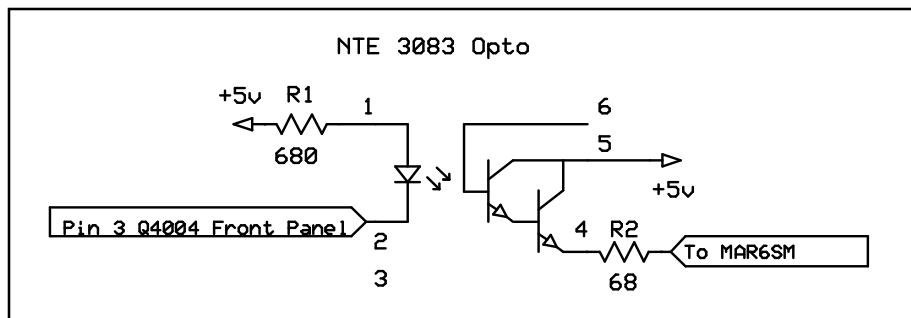 NTE 3083 Opto
+5v
R1
1
680
Pin 3 Q4004 Front Panel
2
3
6
5
+5v
4
R2
68
To MAR6SM